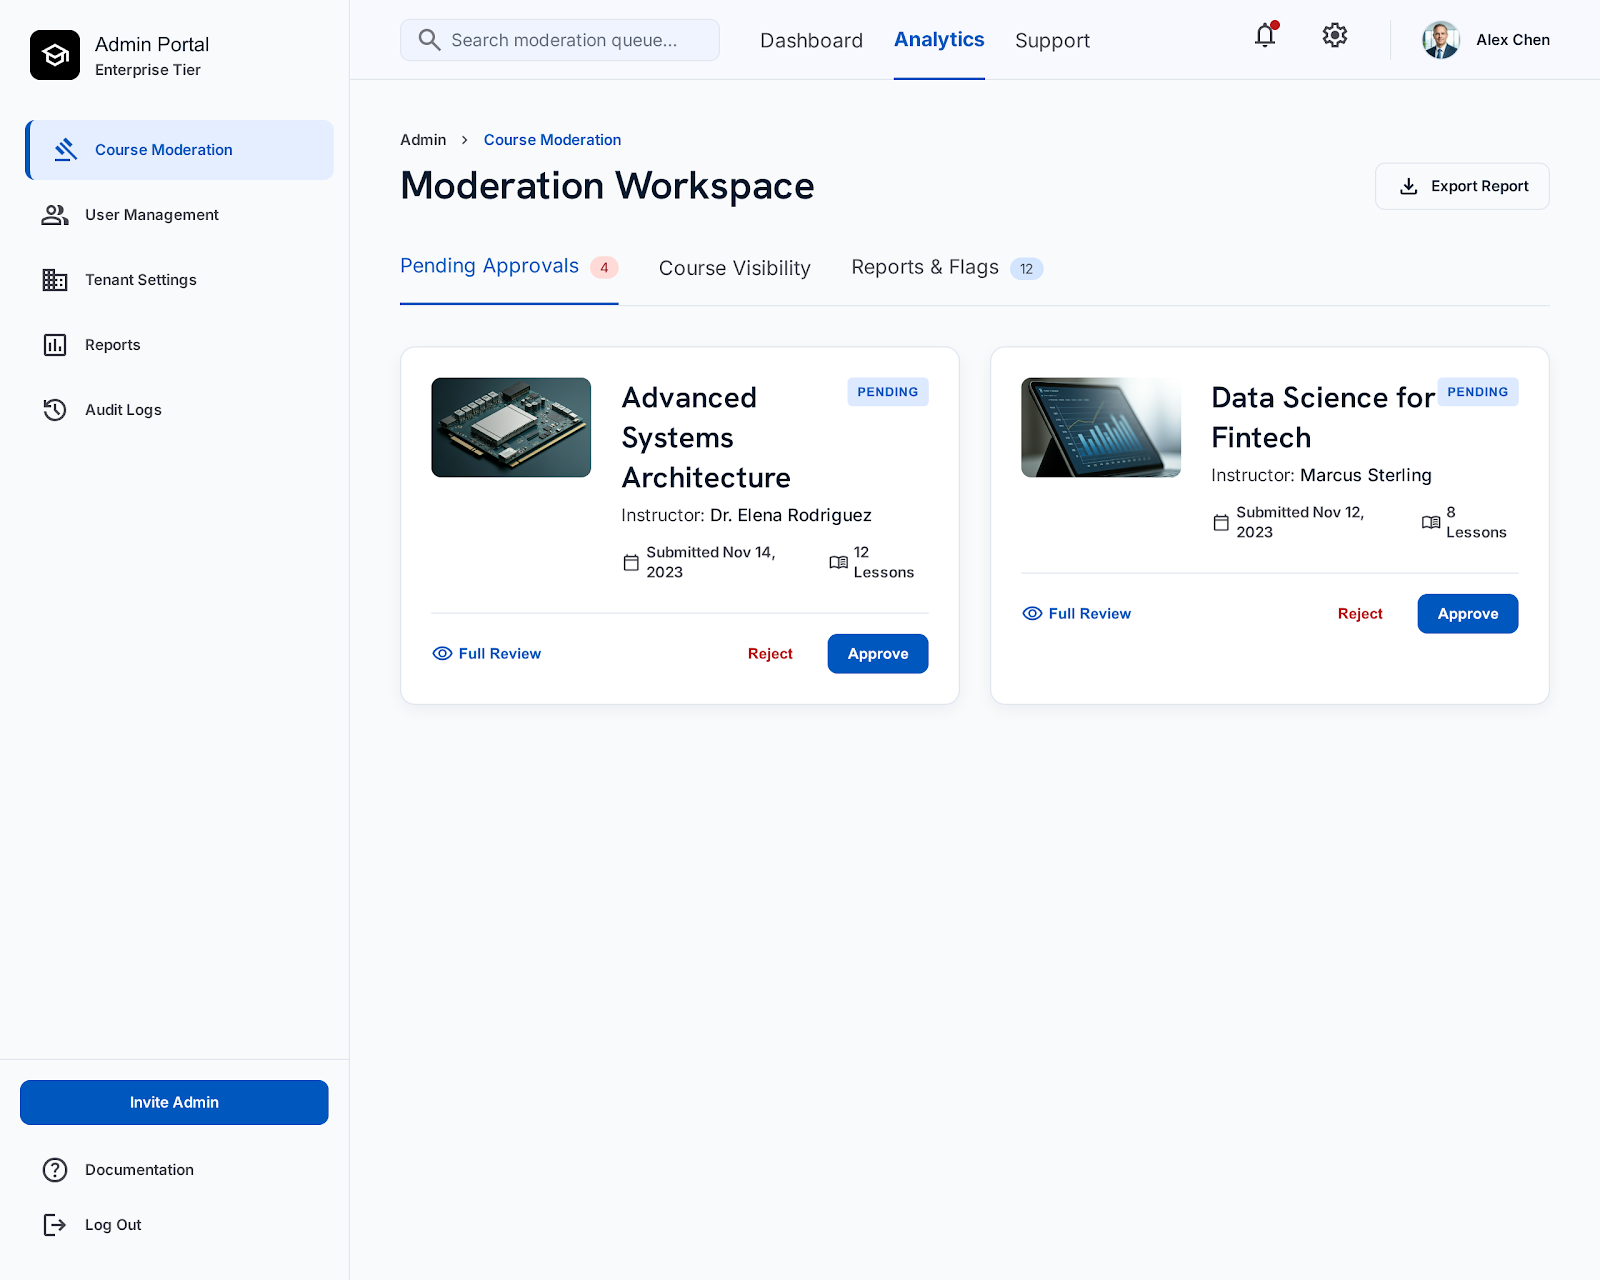 Admin Portal
Enterprise Tier
Course Moderation
User Management
Tenant Settings
Reports
Audit Logs
Invite Admin
Documentation
Log Out
Search moderation queue...
Dashboard
Analytics
Support
Alex Chen
Admin > Course Moderation
Moderation Workspace
Export Report
Pending Approvals 4
Course Visibility
Reports & Flags 12
Advanced
Systems
Architecture
PENDING
Instructor: Dr. Elena Rodriguez
Submitted Nov 14,
2023
12
Lessons
Full Review
Reject
Approve
Data Science for
Fintech
PENDING
Instructor: Marcus Sterling
Submitted Nov 12,
2023
8
Lessons
Full Review
Reject
Approve